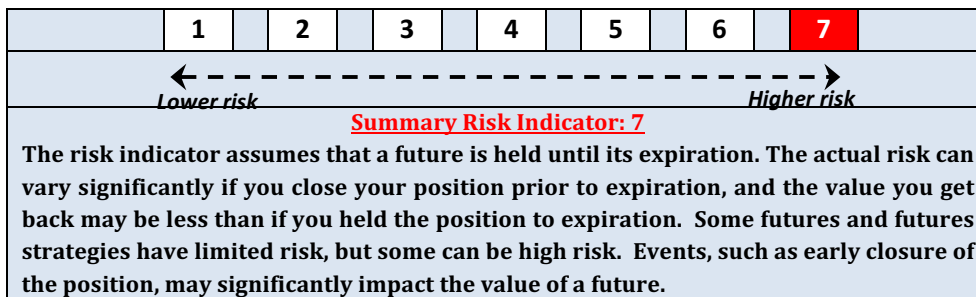 1 2 3 4 5 6 7
Lower risk Higher risk
Summary Risk Indicator: 7
The risk indicator assumes that a future is held until its expiration. The actual risk can
vary significantly if you close your position prior to expiration, and the value you get
back may be less than if you held the position to expiration.  Some futures and futures
strategies have limited risk, but some can be high risk.  Events, such as early closure of
the position, may significantly impact the value of a future.